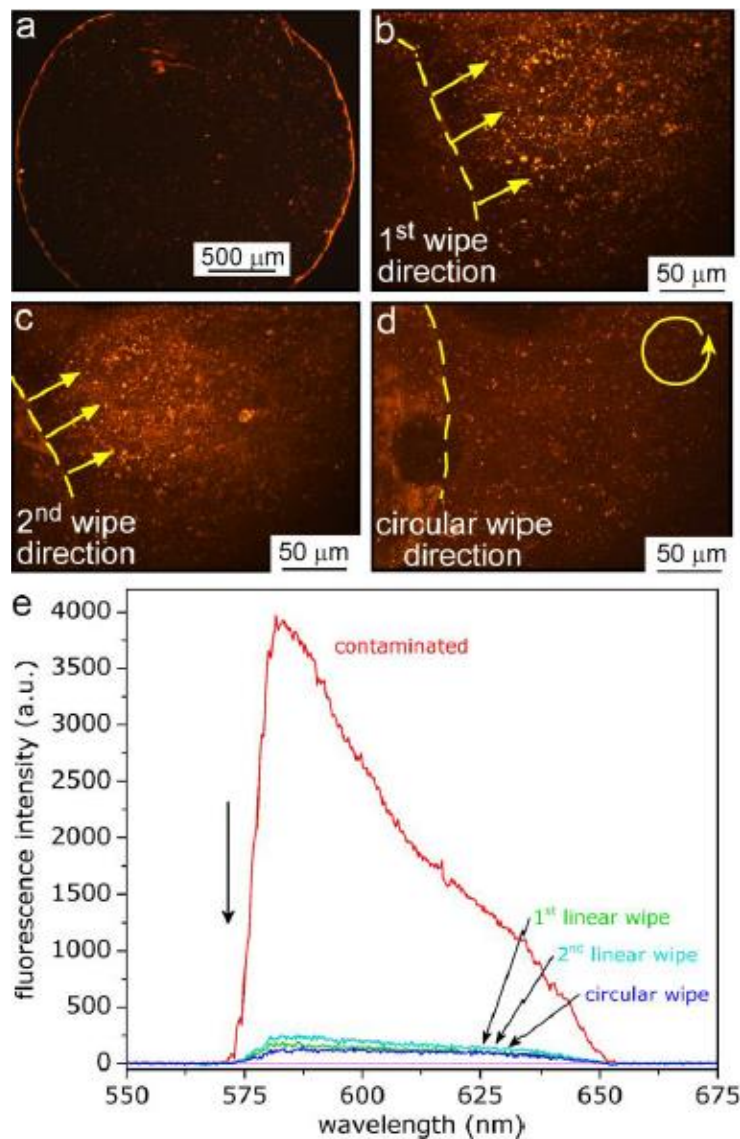 a
500 µm
b
1st wipe
direction
50 µm
c
2nd wipe
direction
50 µm
d
circular wipe
direction
50 µm
e
fluorescence intensity (a.u.)
4000
3500
3000
2500
2000
1500
1000
500
0
contaminated
1st linear wipe
2nd linear wipe
circular wipe
550
575
600
625
650
675
wavelength (nm)